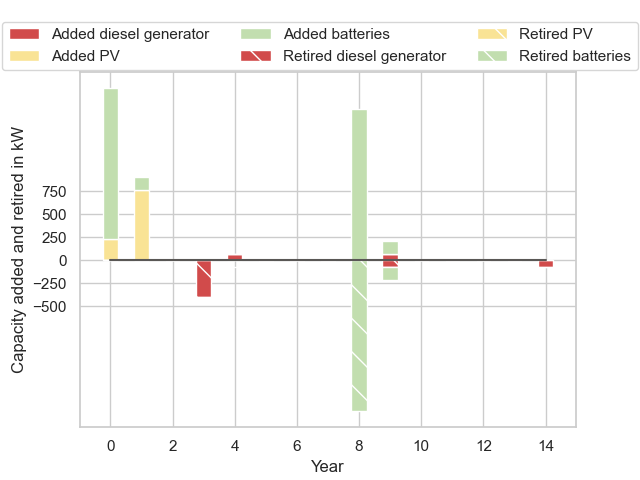 Added diesel generator Added batteries Retired PV
Added PV Retired diesel generator Retired batteries
Capacity added and retired in kW
750
500
250
0
−250
−500
0 2 4 6 8 10 12 14
Year